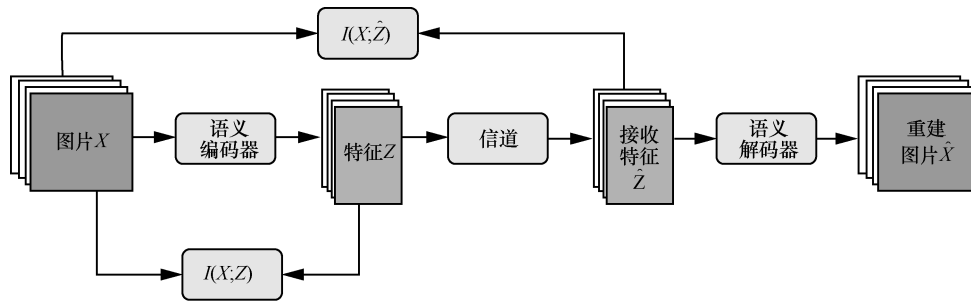 I(X;Ẑ)
图片X
语义
编码器
特征Z
信道
接收
特征
Ẑ
语义
解码器
重建
图片X̂
I(X;Z)